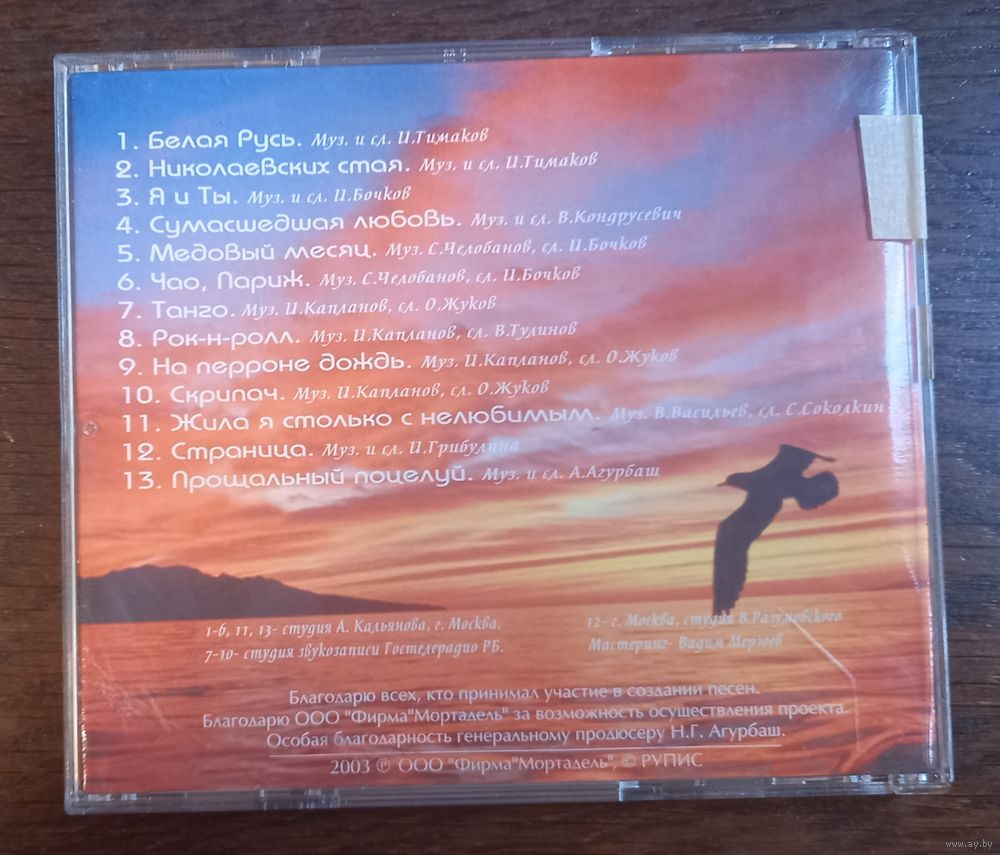 1. Белая Русь. Муз. и сл. И.Тимаков
2. Николаевских стая. Муз. и сл. И.Тимаков
3. Я и Ты. Муз. и сл. И.Бочков
4. Сумасшедшая любовь. Муз. и сл. В.Кондрусевич
5. Медовый месяц. Муз. С.Челобанов, сл. И.Бочков
6. Чао, Париж. Муз. С.Челобанов, сл. И.Бочков
7. Танго. Муз. И.Капланов, сл. О.Жуков
8. Рок-н-ролл. Муз. И.Капланов, сл. В.Тулинов
9. На перроне дождь. Муз. И.Капланов, сл. О.Жуков
10. Скрипач. Муз. И.Капланов, сл. О.Жуков
11. Жила я столько с нелюбимым. Муз. В.Васильев, сл. С.Соколкин
12. Страница. Муз. и сл. И.Грибулина
13. Прощальный поцелуй. Муз. и сл. А.Агурбаш
1-6, 11, 13- студия А. Кальянова, г. Москва.
7-10- студия звукозаписи Гостелерадио РБ.
12- г. Москва, студия В.Разумовского
Мастеринг- Вадим Мерзоев
Благодарю всех, кто принимал участие в создании песен.
Благодарю ООО "Фирма"Мортадель" за возможность осуществления проекта.
Особая благодарность генеральному продюсеру Н.Г. Агурбаш.
2003 ℗ ООО "Фирма"Мортадель", © РУПИС
www.ay.by